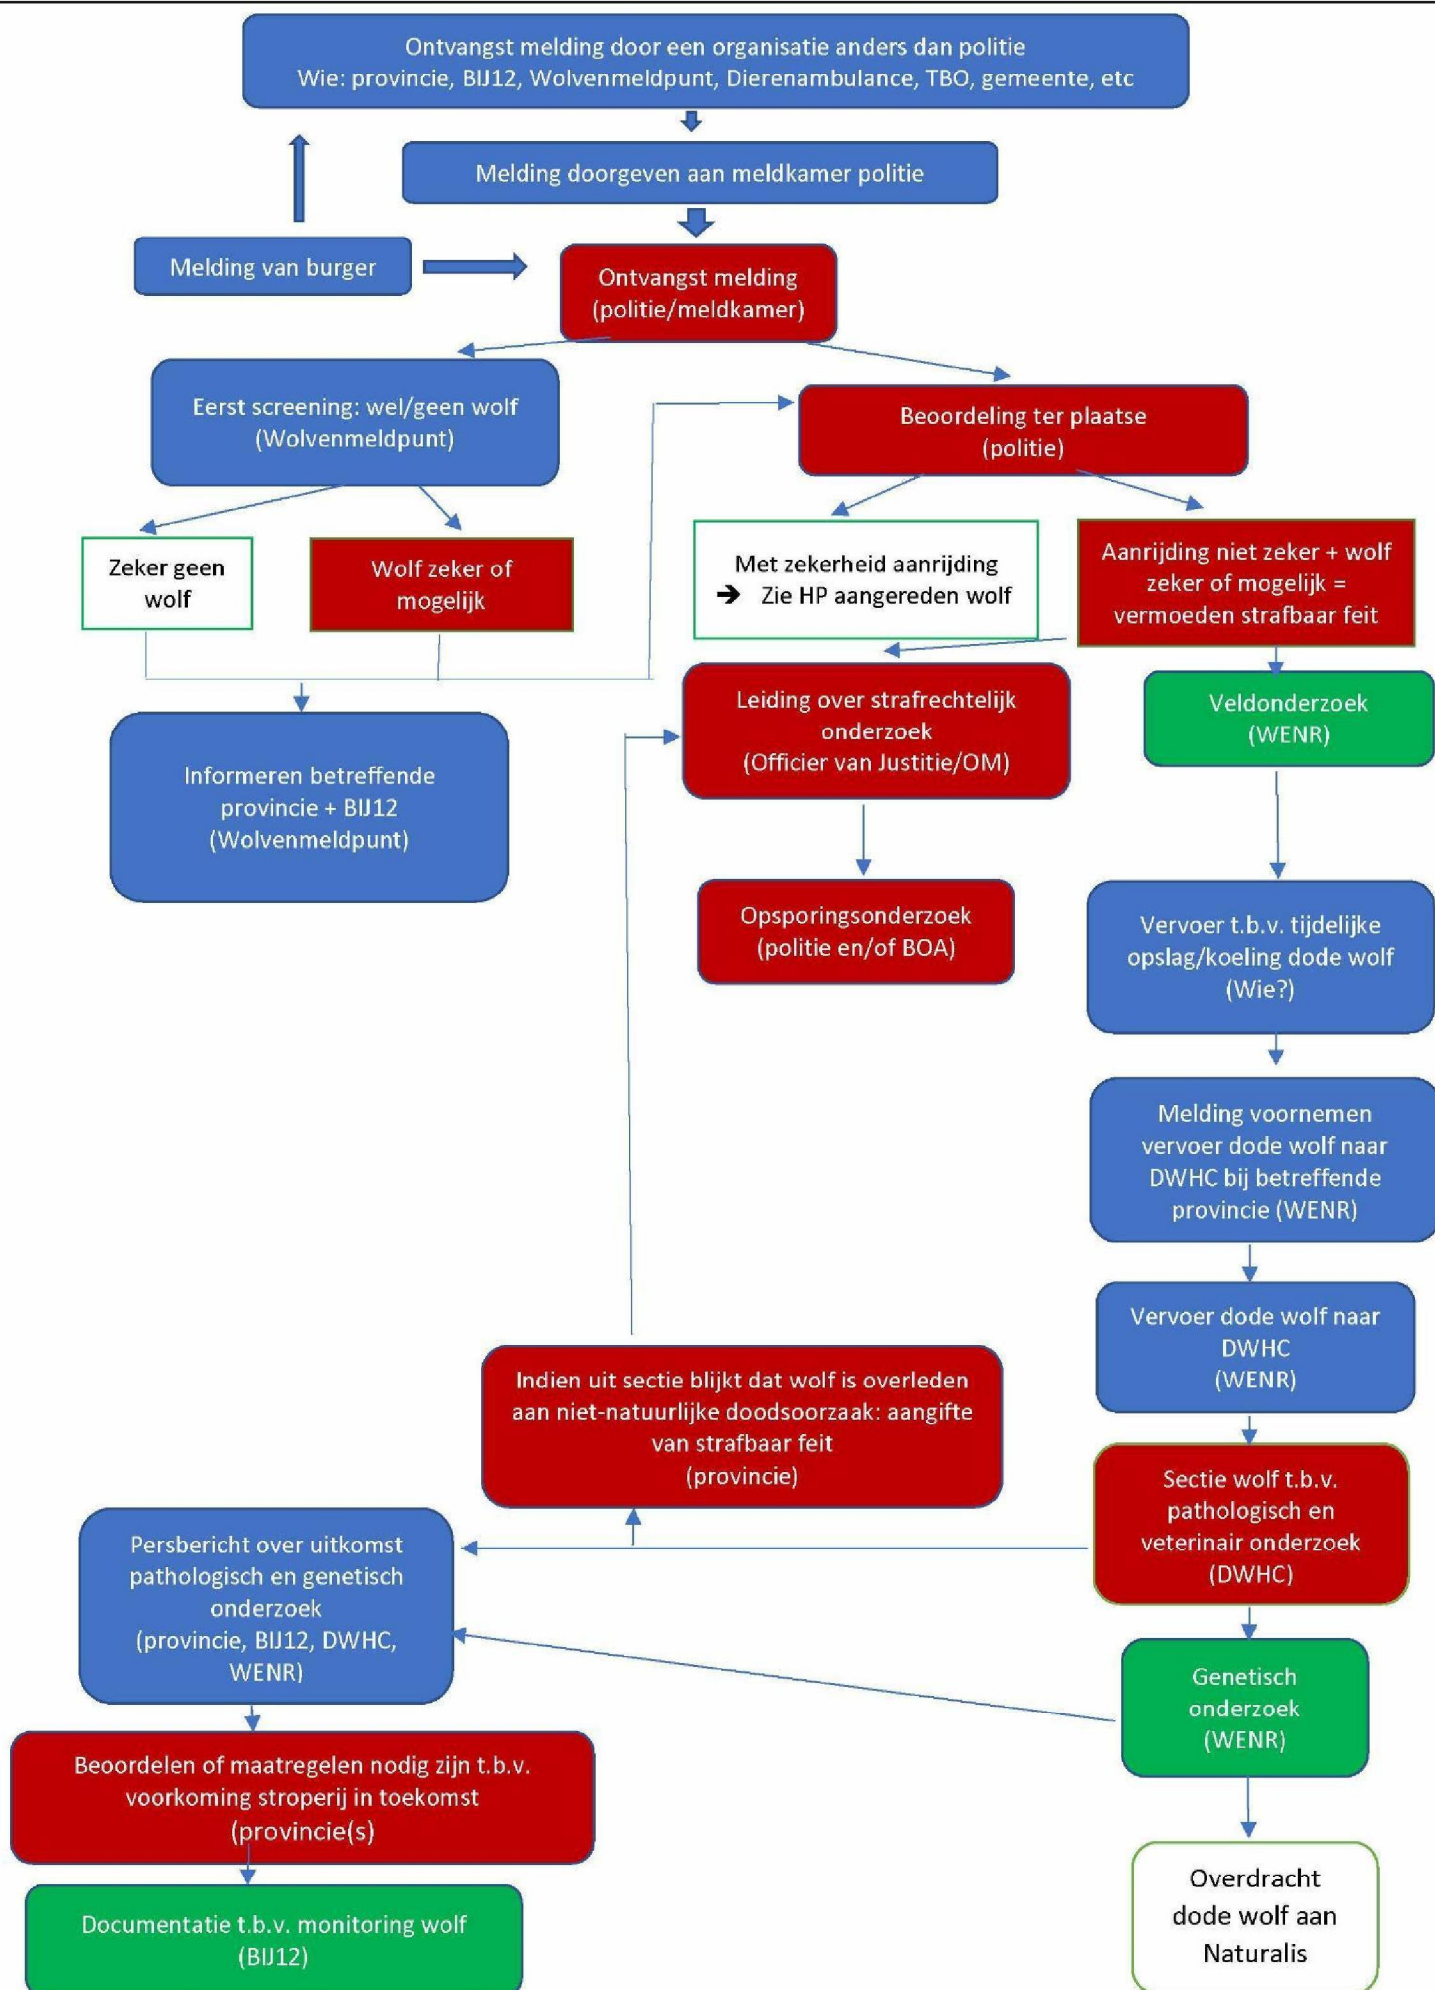 Ontvangst melding door een organisatie anders dan politie
Wie: provincie, BIJ12, Wolvenmeldpunt, Dierenambulance, TBO, gemeente, etc
Melding doorgeven aan meldkamer politie
Melding van burger
Ontvangst melding
(politie/meldkamer)
Eerst screening: wel/geen wolf
(Wolvenmeldpunt)
Beoordeling ter plaatse
(politie)
Zeker geen
wolf
Wolf zeker of
mogelijk
Met zekerheid aanrijding
➔ Zie HP aangereden wolf
Aanrijding niet zeker + wolf
zeker of mogelijk =
vermoeden strafbaar feit
Informeren betreffende
provincie + BIJ12
(Wolvenmeldpunt)
Leiding over strafrechtelijk
onderzoek
(Officier van Justitie/OM)
Veldonderzoek
(WENR)
Opsporingsonderzoek
(politie en/of BOA)
Vervoer t.b.v. tijdelijke
opslag/koeling dode wolf
(Wie?)
Melding voornemen
vervoer dode wolf naar
DWHC bij betreffende
provincie (WENR)
Vervoer dode wolf naar
DWHC
(WENR)
Indien uit sectie blijkt dat wolf is overleden
aan niet-natuurlijke doodsoorzaak: aangifte
van strafbaar feit
(provincie)
Sectie wolf t.b.v.
pathologisch en
veterinair onderzoek
(DWHC)
Persbericht over uitkomst
pathologisch en genetisch
onderzoek
(provincie, BIJ12, DWHC,
WENR)
Genetisch
onderzoek
(WENR)
Beoordelen of maatregelen nodig zijn t.b.v.
voorkoming stroperij in toekomst
(provincie(s)
Documentatie t.b.v. monitoring wolf
(BIJ12)
Overdracht
dode wolf aan
Naturalis